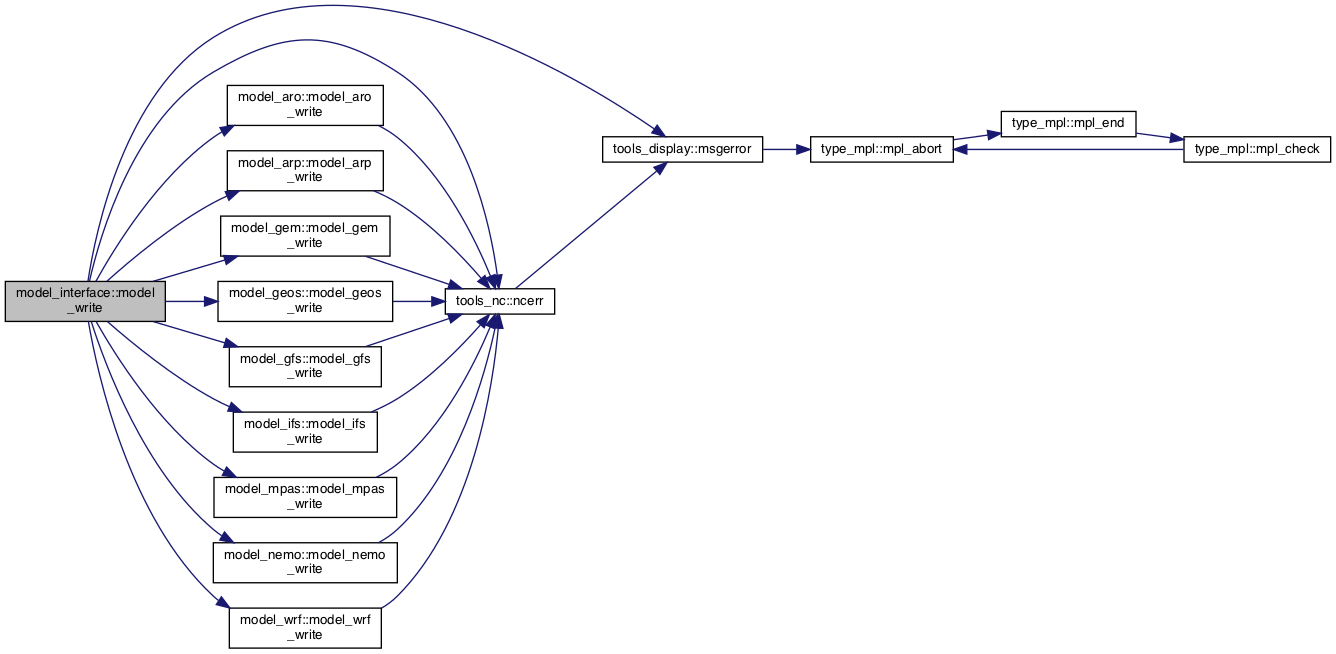 model_interface::model
_write
model_aro::model_aro
_write
model_arp::model_arp
_write
model_gem::model_gem
_write
model_geos::model_geos
_write
model_gfs::model_gfs
_write
model_ifs::model_ifs
_write
model_mpas::model_mpas
_write
model_nemo::model_nemo
_write
model_wrf::model_wrf
_write
tools_nc::ncerr
tools_display::msgerror
type_mpl::mpl_abort
type_mpl::mpl_end
type_mpl::mpl_check